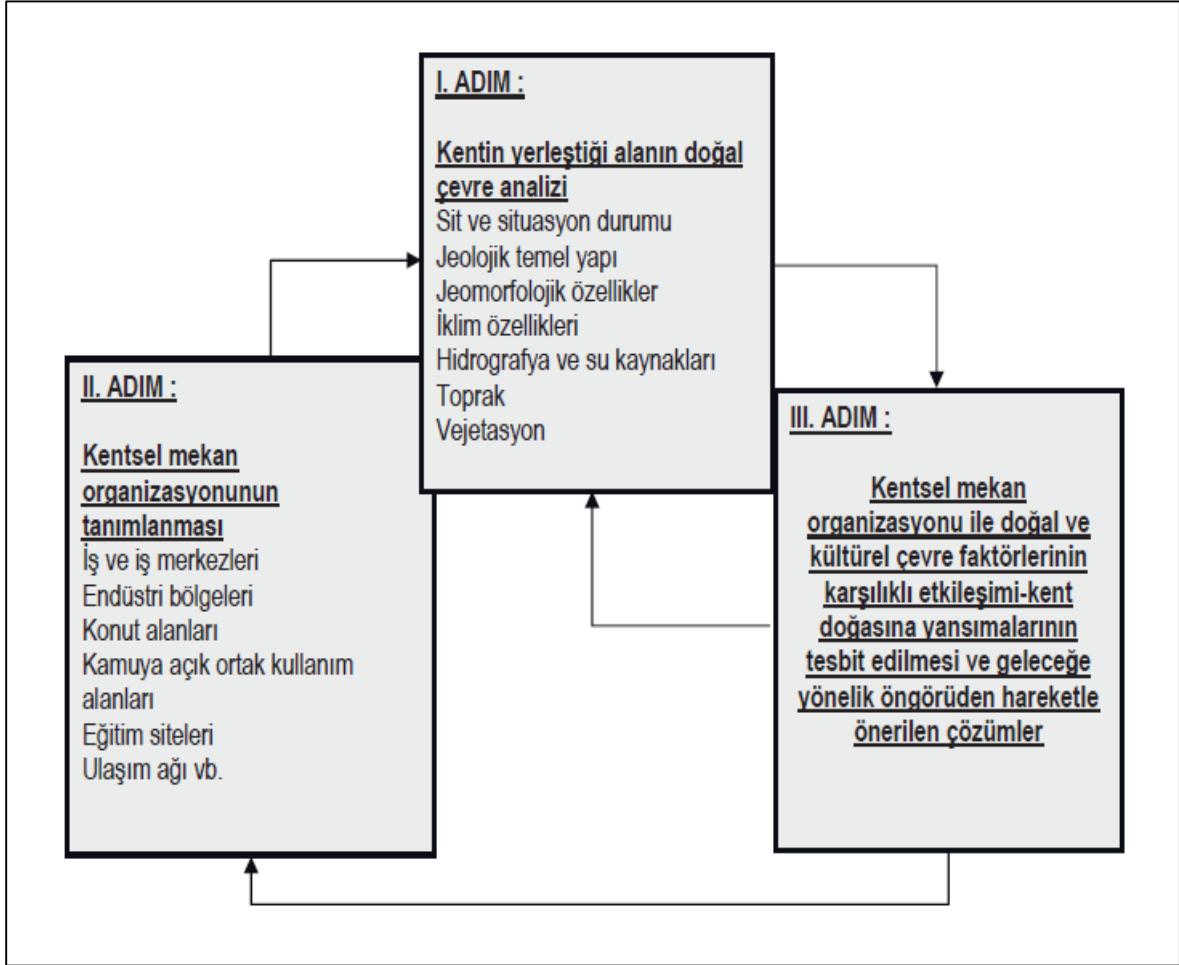 I. ADIM :
Kentin yerleştiği alanın doğal
çevre analizi
Sit ve situasyon durumu
Jeolojik temel yapı
Jeomorfolojik özellikler
İklim özellikleri
Hidrografya ve su kaynakları
Toprak
Vejetasyon
II. ADIM :
Kentsel mekan
organizasyonunun
tanımlanması
İş ve iş merkezleri
Endüstri bölgeleri
Konut alanları
Kamuya açık ortak kullanım
alanları
Eğitim siteleri
Ulaşım ağı vb.
III. ADIM :
Kentsel mekan
organizasyonu ile doğal ve
kültürel çevre faktörlerinin
karşılıklı etkileşimi-kent
doğasına yansımalarının
tesbit edilmesi ve geleceğe
yönelik öngörüden hareketle
önerilen çözümler